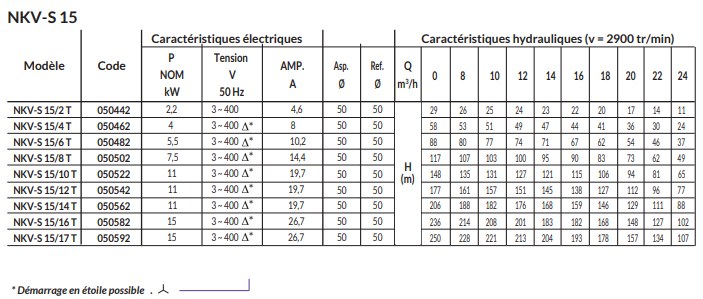 NKV-S 15
Caractéristiques électriques Caractéristiques hydrauliques (v = 2900 tr/min)
Modèle Code P NOM kW Tension V 50 Hz AMP. A Asp. Ø Ref. Ø Q m³/h 0 8 10 12 14 16 18 20 22 24
NKV-S 15/2 T 050442 2,2 3 ~ 400 4,6 50 50 H (m) 29 26 25 24 23 22 20 17 14 11
NKV-S 15/4 T 050462 4 3 ~ 400 Δ* 8 50 50 58 53 51 49 47 44 41 36 30 24
NKV-S 15/6 T 050482 5,5 3 ~ 400 Δ* 10,2 50 50 88 80 77 74 71 67 62 54 46 37
NKV-S 15/8 T 050502 7,5 3 ~ 400 Δ* 14,4 50 50 117 107 103 100 95 90 83 73 62 49
NKV-S 15/10 T 050522 11 3 ~ 400 Δ* 19,7 50 50 148 135 131 127 121 115 106 94 81 65
NKV-S 15/12 T 050542 11 3 ~ 400 Δ* 19,7 50 50 177 161 157 151 145 138 127 112 96 77
NKV-S 15/14 T 050562 11 3 ~ 400 Δ* 19,7 50 50 206 188 182 176 168 159 146 129 111 88
NKV-S 15/16 T 050582 15 3 ~ 400 Δ* 26,7 50 50 236 214 208 201 183 182 168 148 127 102
NKV-S 15/17 T 050592 15 3 ~ 400 Δ* 26,7 50 50 250 228 221 213 204 193 178 157 134 107
* Démarrage en étoile possible .